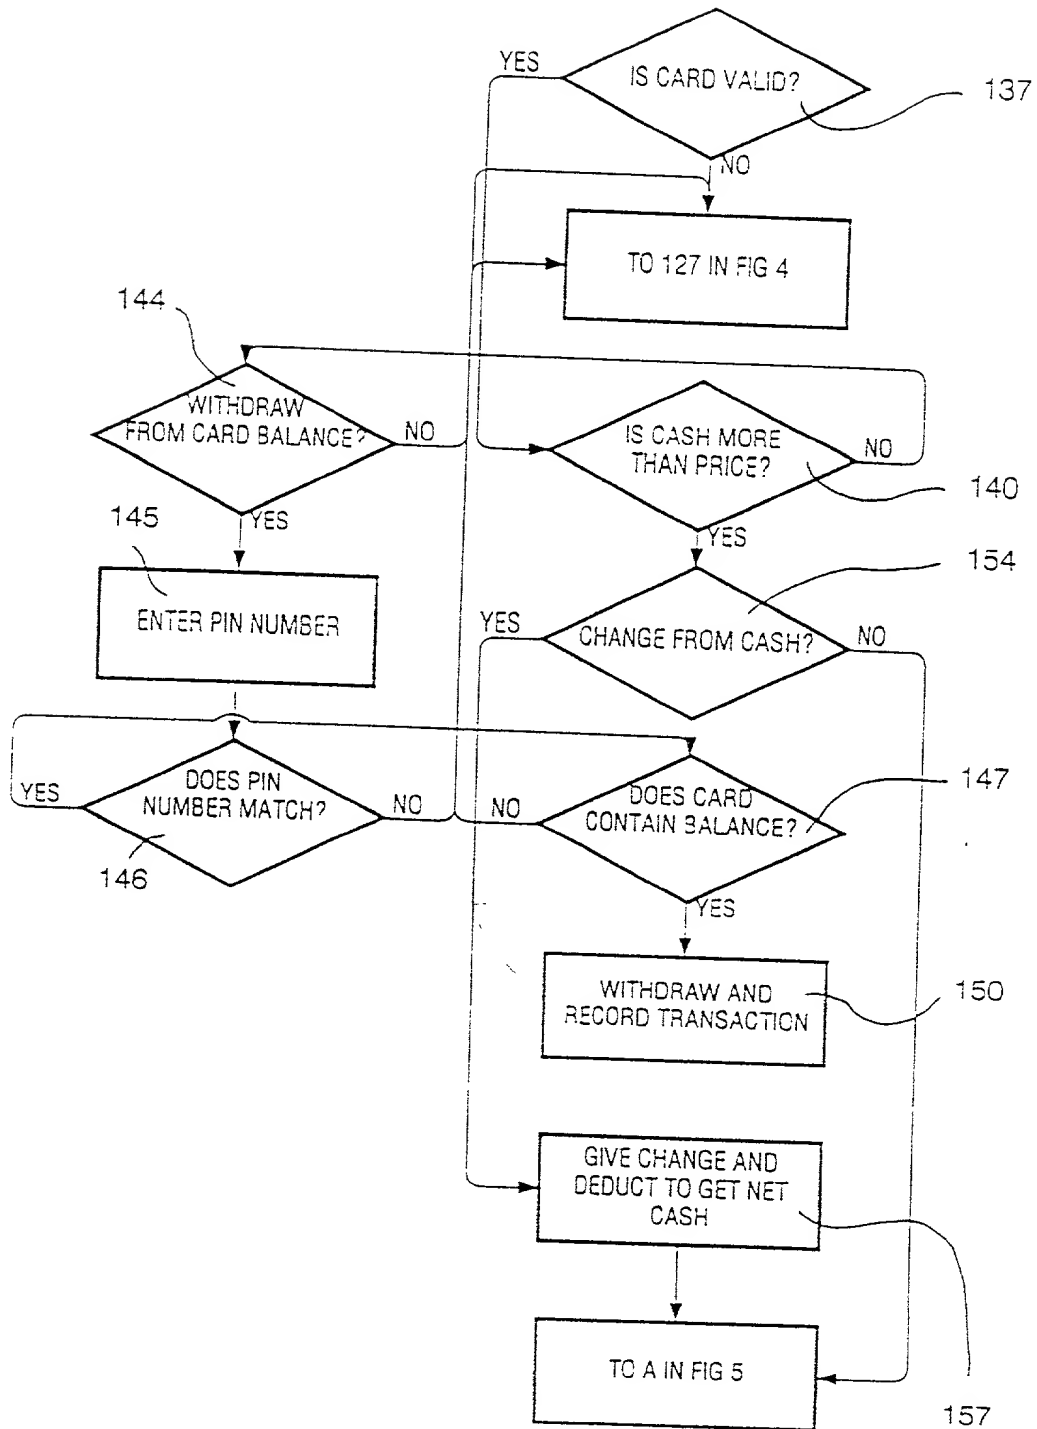 IS CARD VALID?
YES
137
NO
TO 127 IN FIG 4
144
WITHDRAW
FROM CARD BALANCE?
NO
YES
IS CASH MORE
THAN PRICE?
NO
140
YES
145
ENTER PIN NUMBER
154
CHANGE FROM CASH?
YES
NO
DOES PIN
NUMBER MATCH?
YES
NO
146
DOES CARD
CONTAIN BALANCE?
NO
147
YES
WITHDRAW AND
RECORD TRANSACTION
150
GIVE CHANGE AND
DEDUCT TO GET NET
CASH
TO A IN FIG 5
157